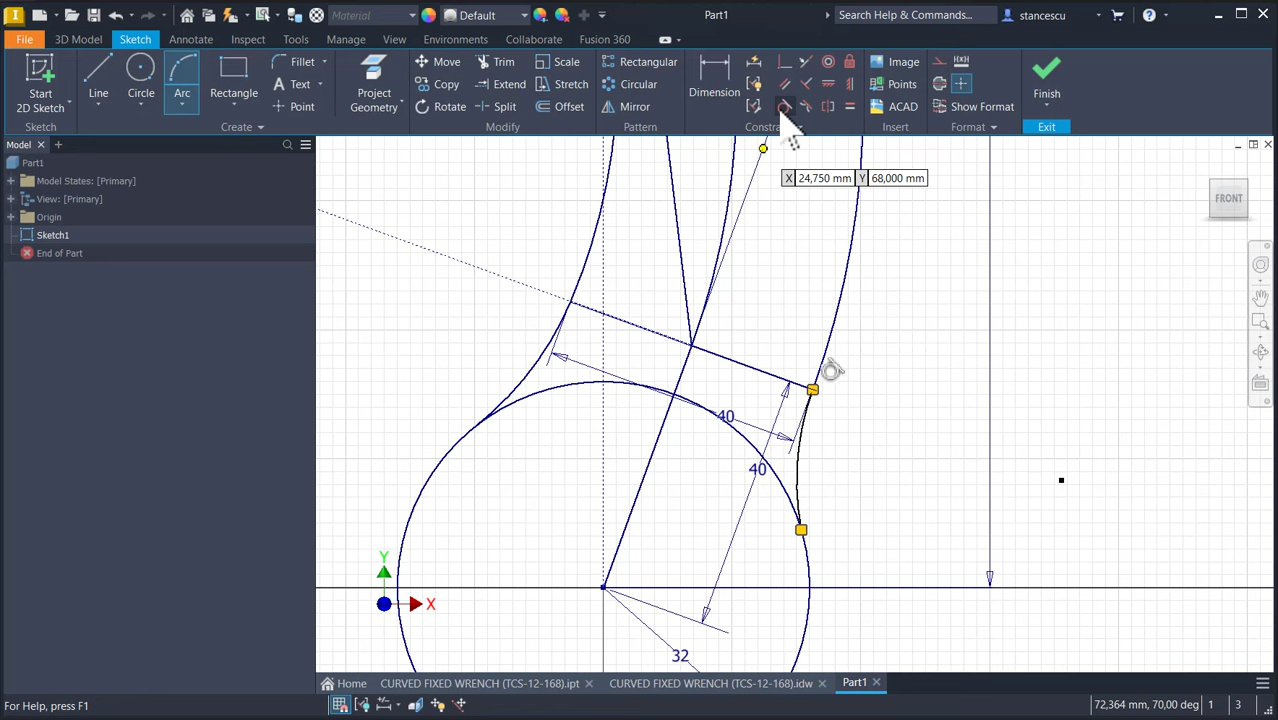 Material
Default
Part1
Search Help & Commands...
stancescu
File
3D Model
Sketch
Annotate
Inspect
Tools
Manage
View
Environments
Collaborate
Fusion 360
Start
2D Sketch
Line
Circle
Arc
Rectangle
Fillet
Text
Point
Project
Geometry
Move
Copy
Rotate
Trim
Extend
Split
Scale
Stretch
Offset
Rectangular
Circular
Mirror
Dimension
Image
Points
ACAD
Show Format
Finish
Sketch
Create
Modify
Pattern
Constra
Insert
Format
Exit
Model
Part1
Model States: [Primary]
View: [Primary]
Origin
Sketch1
End of Part
X 24,750 mm Y 68,000 mm
FRONT
40
40
32
Y
X
Home
CURVED FIXED WRENCH (TCS-12-168).ipt
CURVED FIXED WRENCH (TCS-12-168).idw
Part1
For Help, press F1
72,364 mm, 70,00 deg
1
3